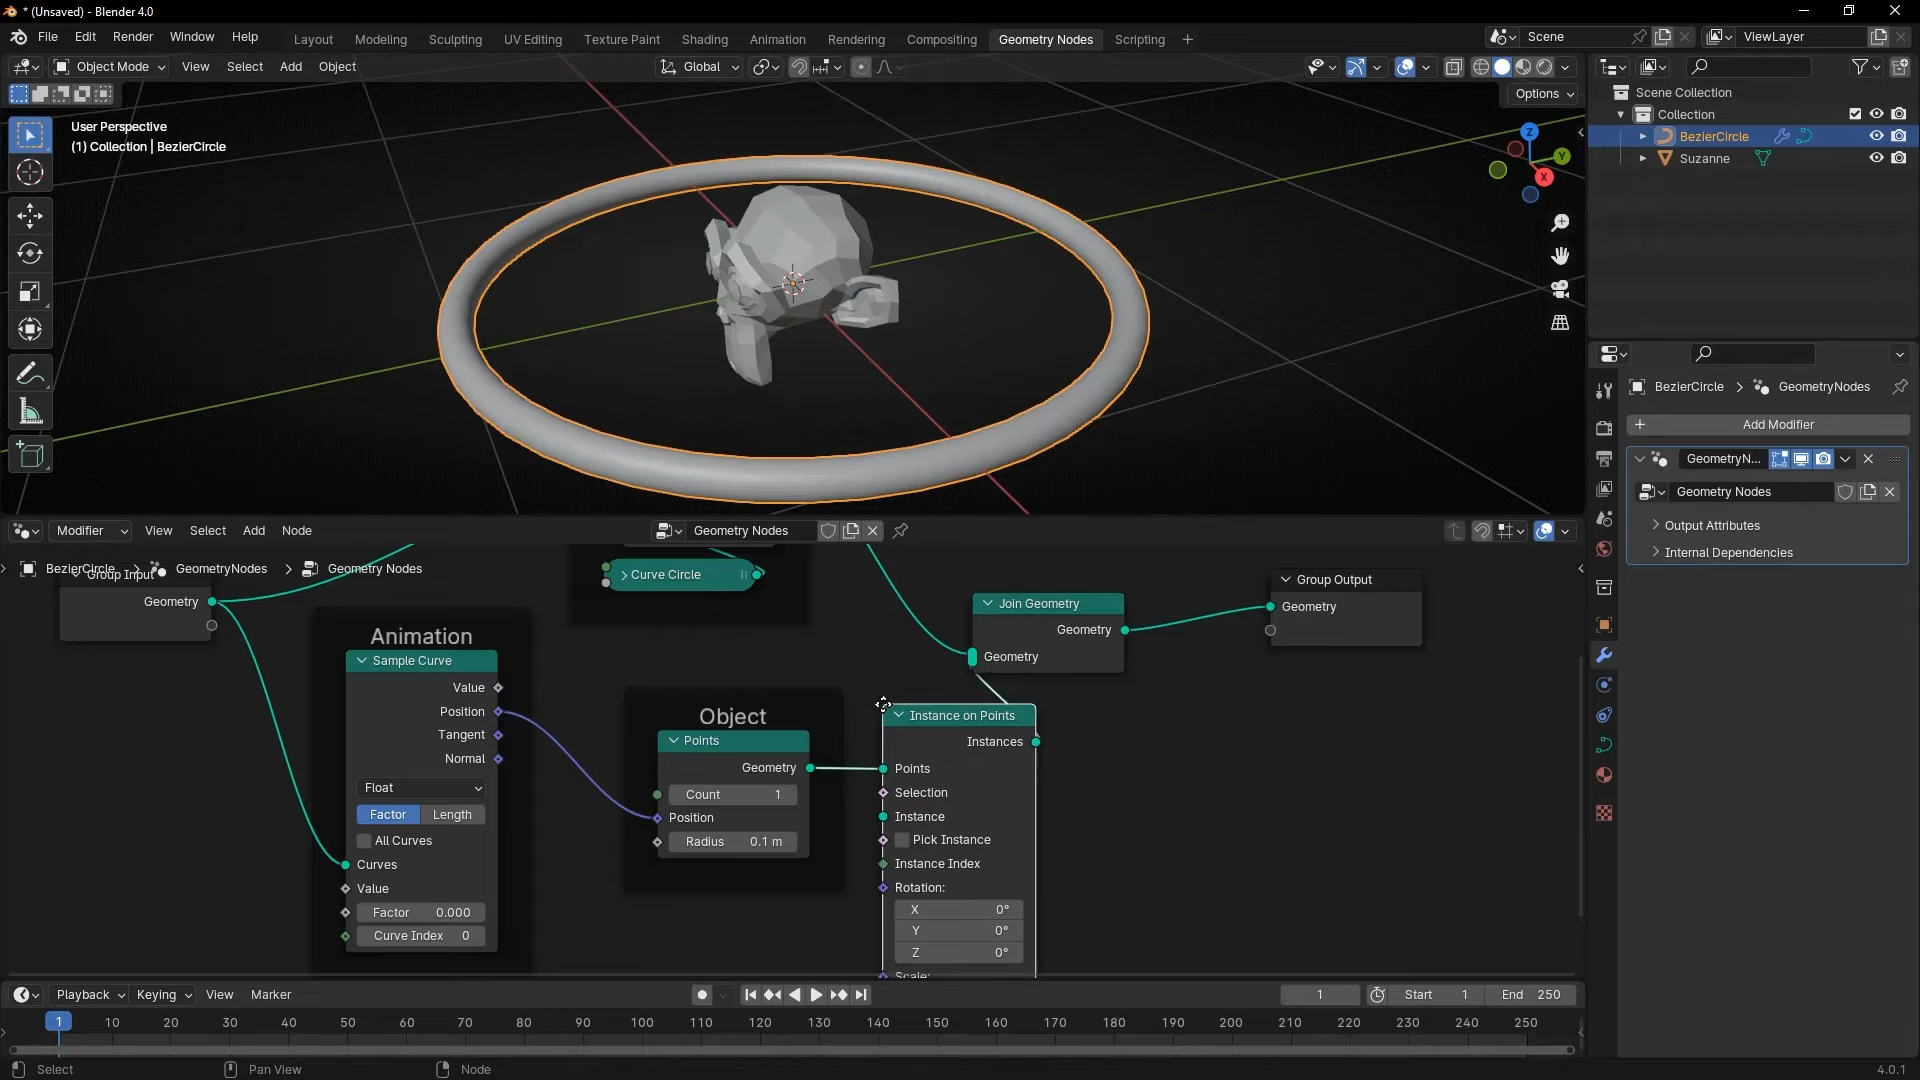 * (Unsaved) - Blender 4.0
File Edit Render Window Help
Layout Modeling Sculpting UV Editing Texture Paint Shading Animation Rendering Compositing Geometry Nodes Scripting +
Scene
ViewLayer
Object Mode View Select Add Object
Global
Options
User Perspective
(1) Collection | BezierCircle
Z
Y
X
Scene Collection
Collection
BezierCircle
Suzanne
BezierCircle > GeometryNodes
+ Add Modifier
GeometryN...
Geometry Nodes
Output Attributes
Internal Dependencies
Modifier View Select Add Node
Geometry Nodes
BezierCircle > GeometryNodes > Geometry Nodes
Group Input
Geometry
Curve Circle
Animation
Sample Curve
Value
Position
Tangent
Normal
Float
Factor Length
All Curves
Curves
Value
Factor 0.000
Curve Index 0
Object
Points
Geometry
Count 1
Position
Radius 0.1 m
Join Geometry
Geometry
Geometry
Group Output
Geometry
Instance on Points
Instances
Points
Selection
Instance
Pick Instance
Instance Index
Rotation:
X 0°
Y 0°
Z 0°
Scale:
Playback Keying View Marker
1
Start 1 End 250
1 10 20 30 40 50 60 70 80 90 100 110 120 130 140 150 160 170 180 190 200 210 220 230 240 250
Select Pan View Node
4.0.1